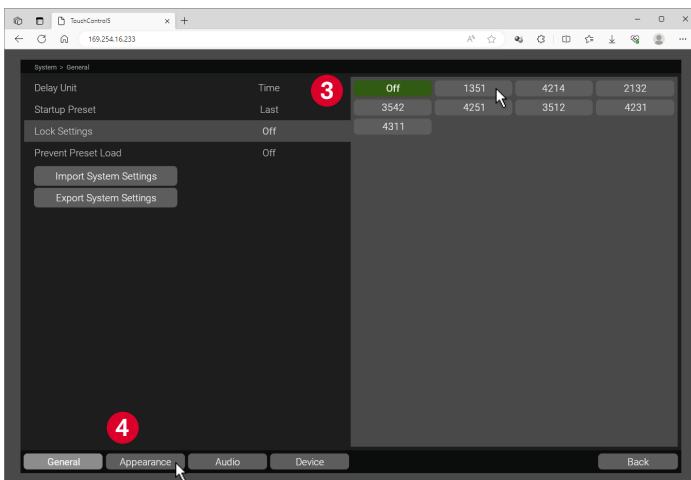 TouchControl5
169.254.16.233
System > General
Delay Unit Time
Startup Preset Last
Lock Settings Off
Prevent Preset Load Off
Import System Settings
Export System Settings
3
Off 1351 4214 2132
3542 4251 3512 4231
4311
4
General Appearance Audio Device Back